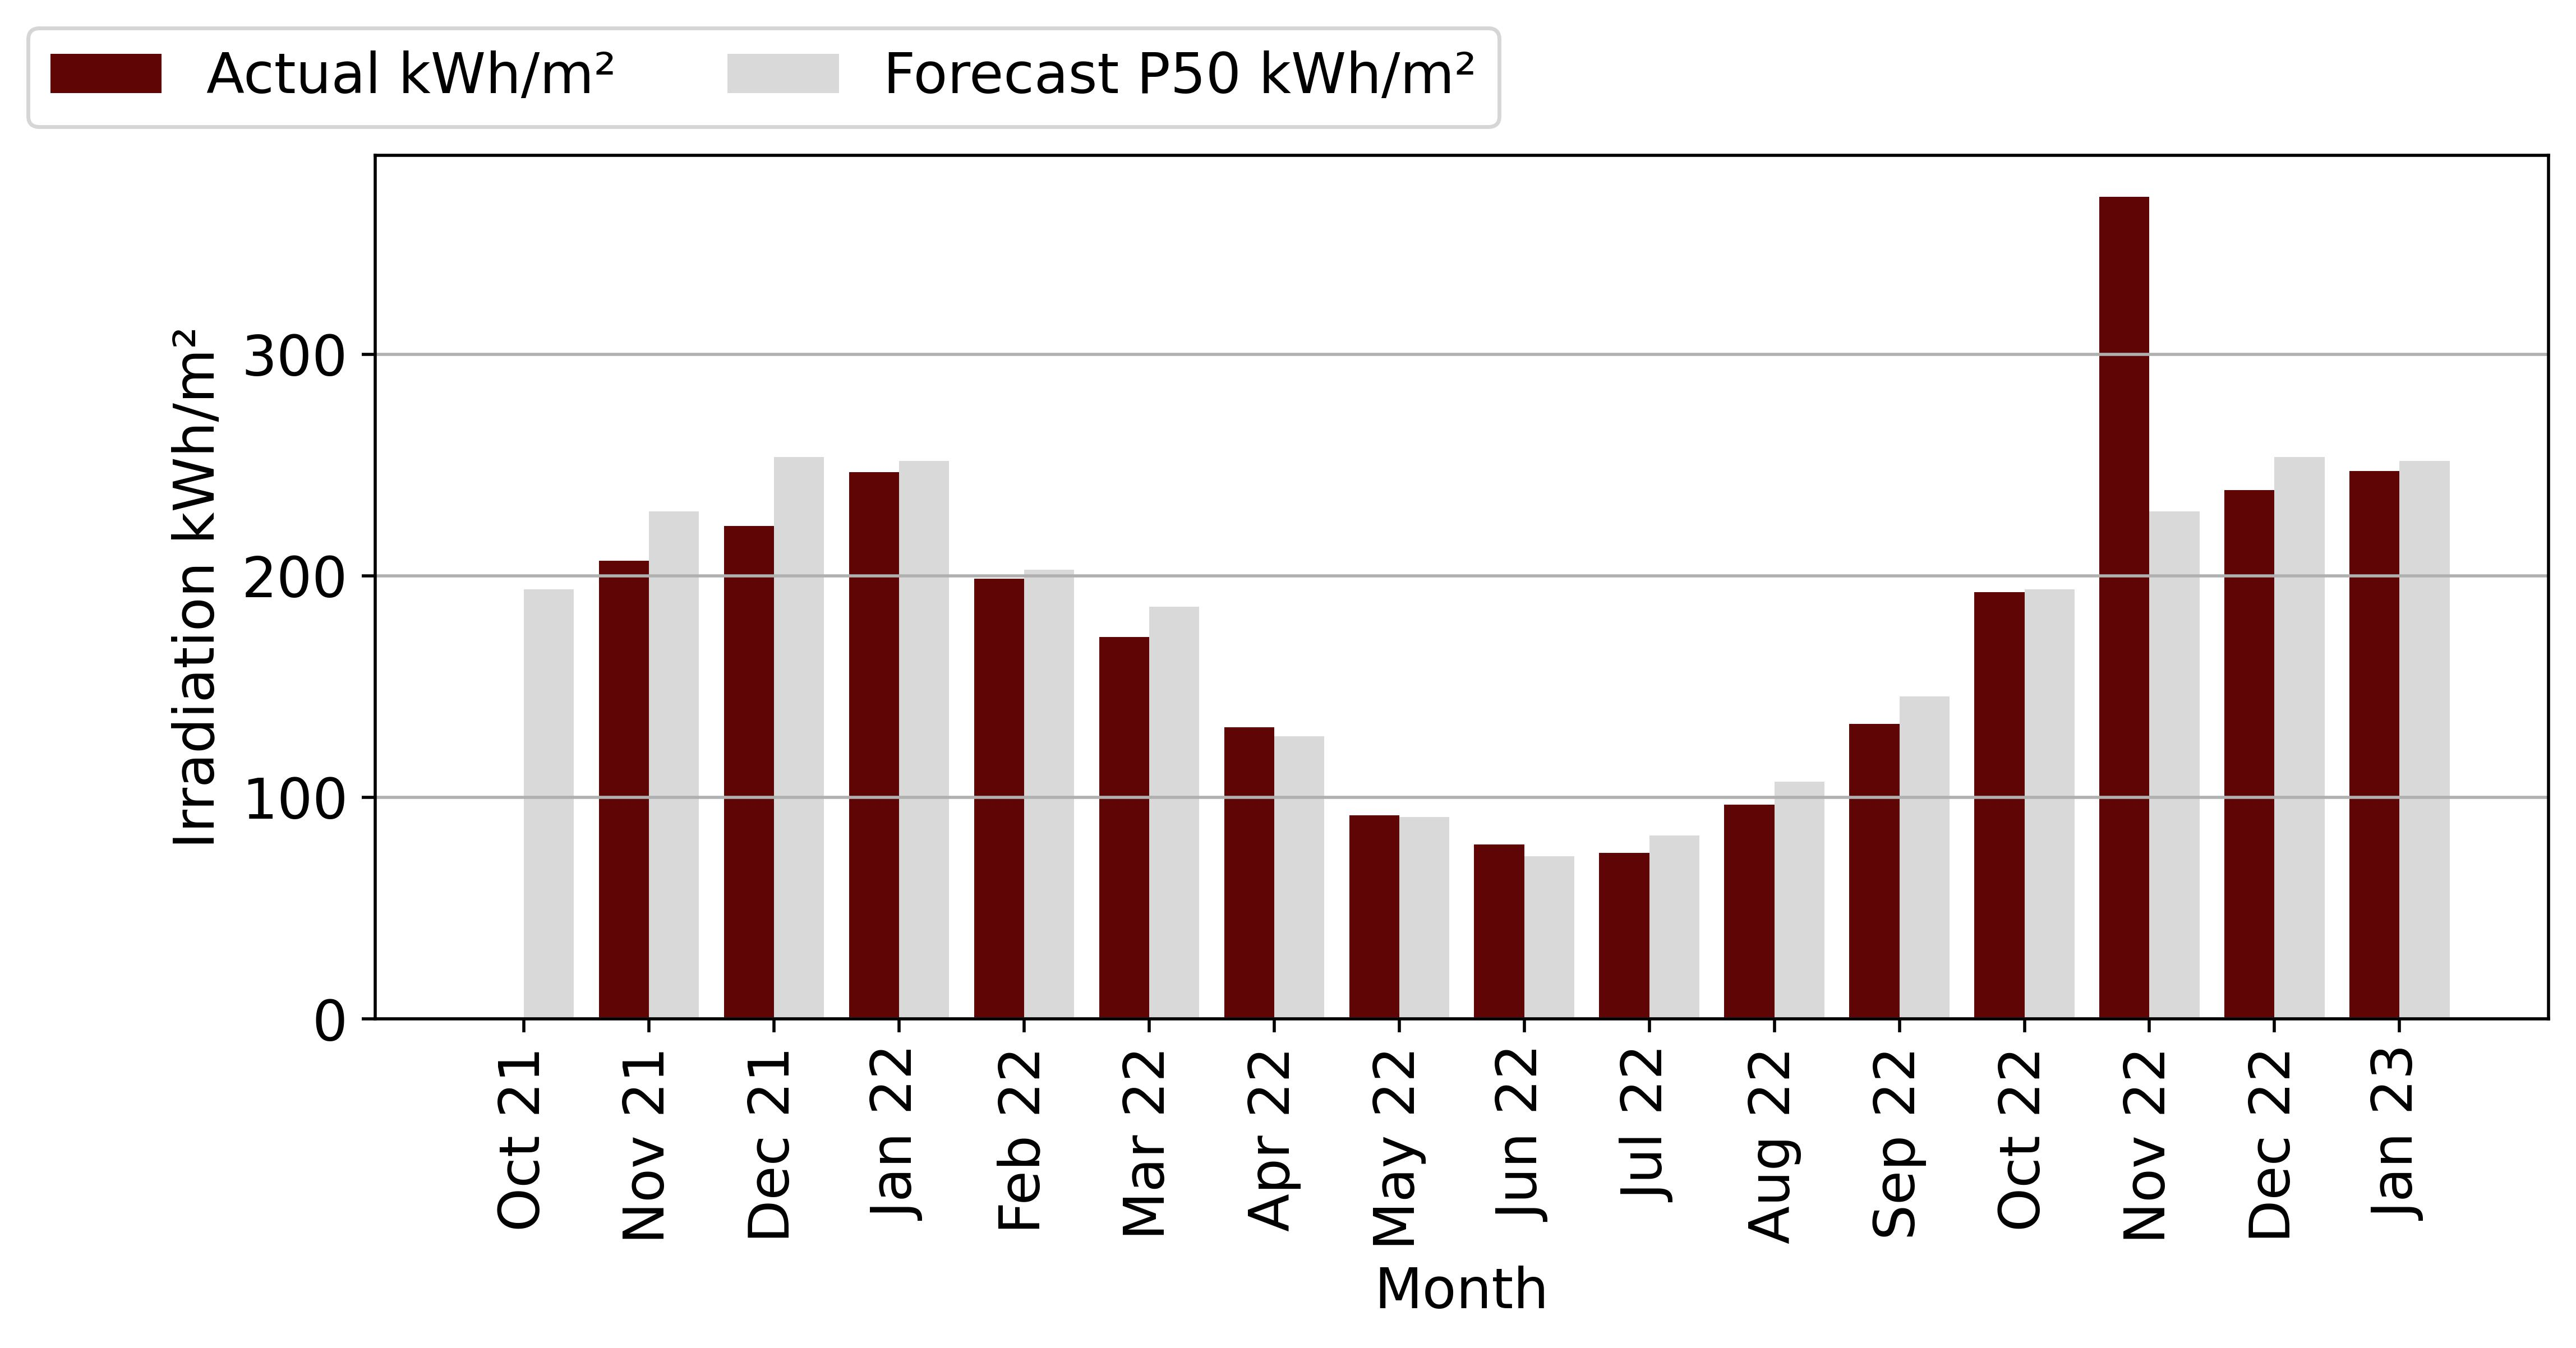 Actual kWh/m² Forecast P50 kWh/m²
Irradiation kWh/m²
300
200
100
0
Oct 21 Nov 21 Dec 21 Jan 22 Feb 22 Mar 22 Apr 22 May 22 Jun 22 Jul 22 Aug 22 Sep 22 Oct 22 Nov 22 Dec 22 Jan 23
Month